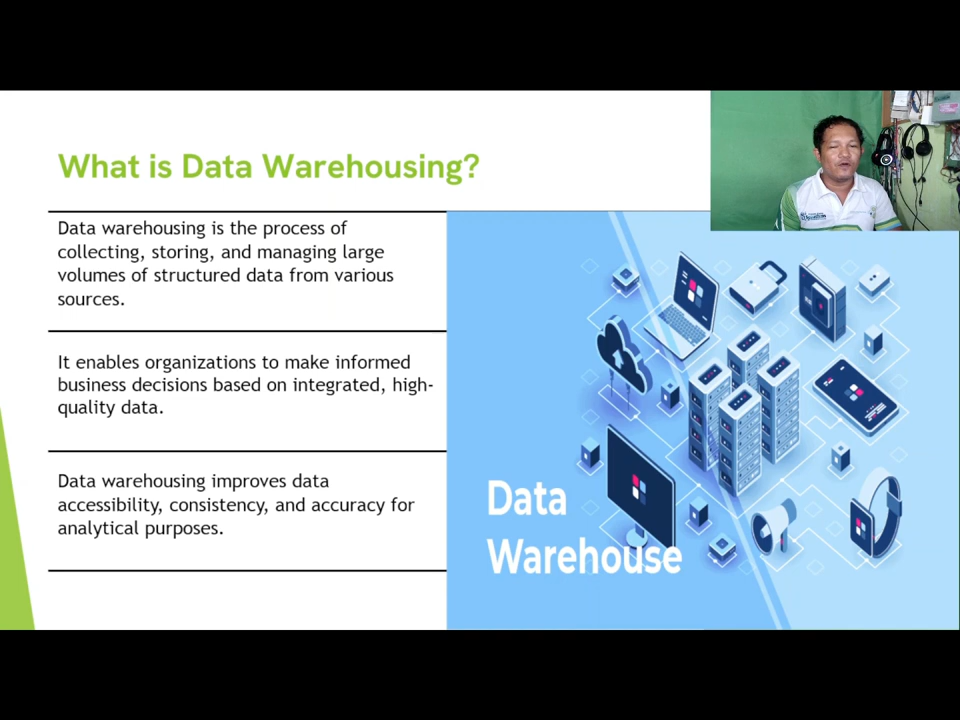 What is Data Warehousing?
Data warehousing is the process of
collecting, storing, and managing large
volumes of structured data from various
sources.
It enables organizations to make informed
business decisions based on integrated, high-
quality data.
Data warehousing improves data
accessibility, consistency, and accuracy for
analytical purposes.
Data
Warehouse